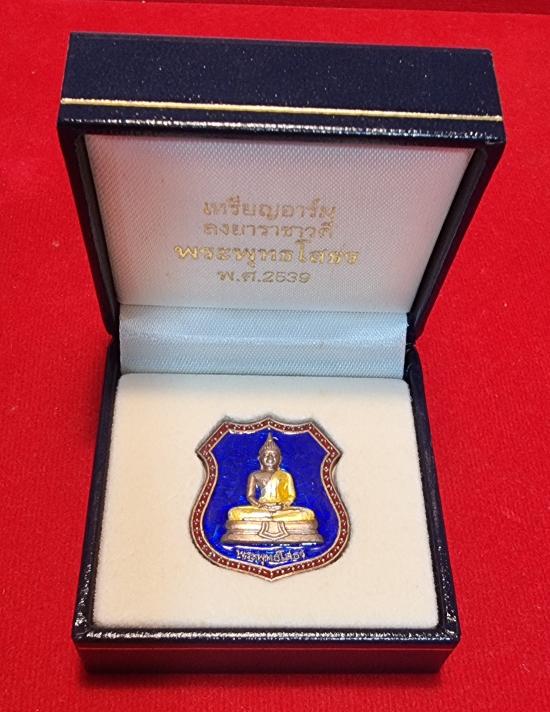 เหรียญอาร์ม
ลงยาราชาวดี
พระพุทธโสธร
พ.ศ.2539
พระพุทธโสธร